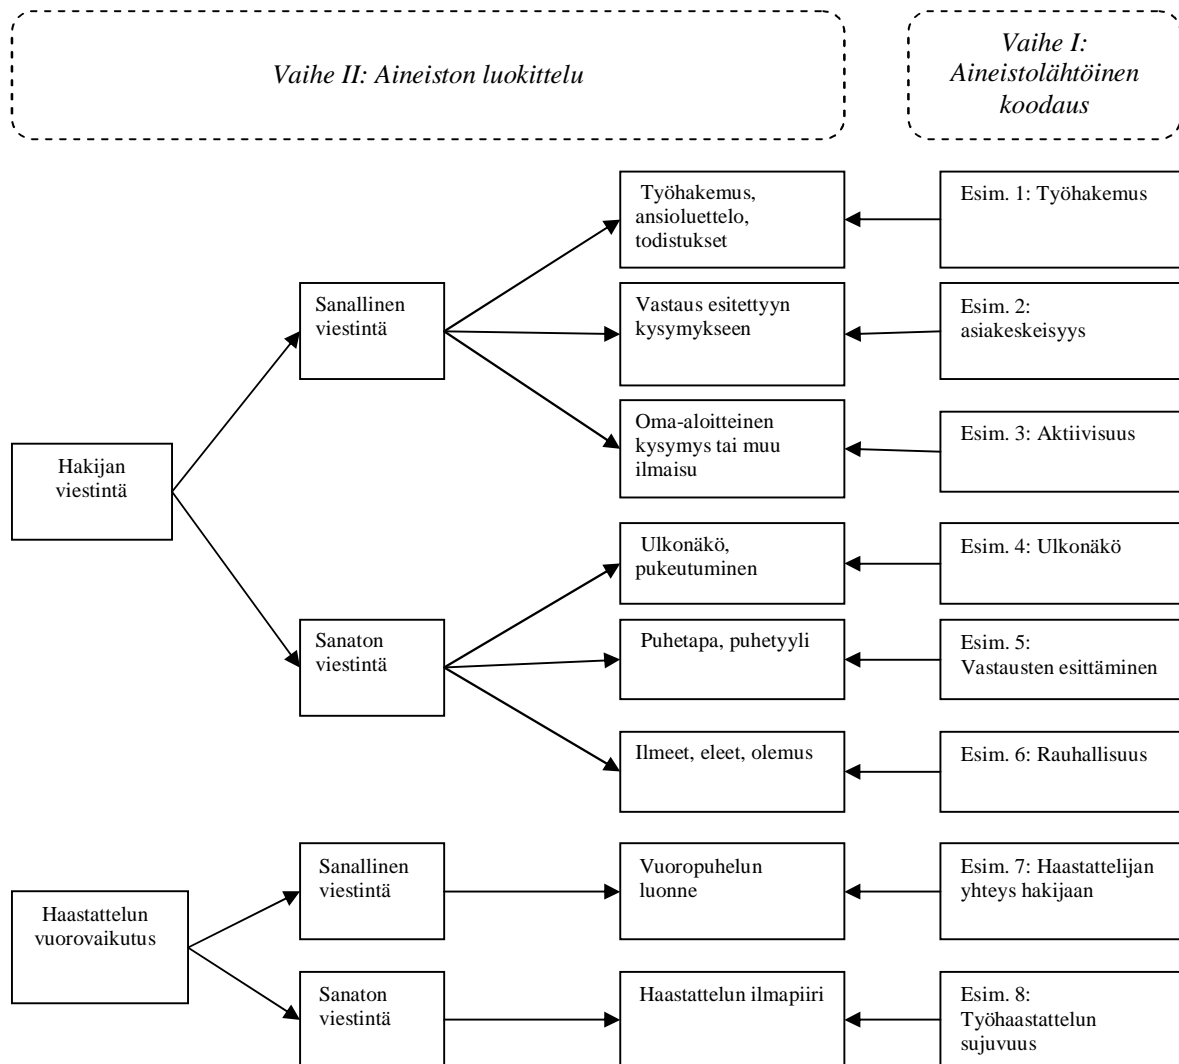 Vaihe II: Aineiston luokittelu
Vaihe I:
Aineistolähtöinen
koodaus
Työhakemus,
ansioluettelo,
todistukset
Esim. 1: Työhakemus
Sanallinen
viestintä
Vastaus esitettyyn
kysymykseen
Esim. 2:
asiakeskeisyys
Oma-aloitteinen
kysymys tai muu
ilmaisu
Esim. 3: Aktiivisuus
Hakijan
viestintä
Ulkonäkö,
pukeutuminen
Esim. 4: Ulkonäkö
Sanaton
viestintä
Puhetapa, puhetyyli
Esim. 5:
Vastausten esittäminen
Ilmeet, eleet, olemus
Esim. 6: Rauhallisuus
Sanallinen
viestintä
Vuoropuhelun
luonne
Esim. 7: Haastattelijan
yhteys hakijaan
Haastattelun
vuorovaikutus
Sanaton
viestintä
Haastattelun ilmapiiri
Esim. 8:
Työhaastattelun
sujuvuus